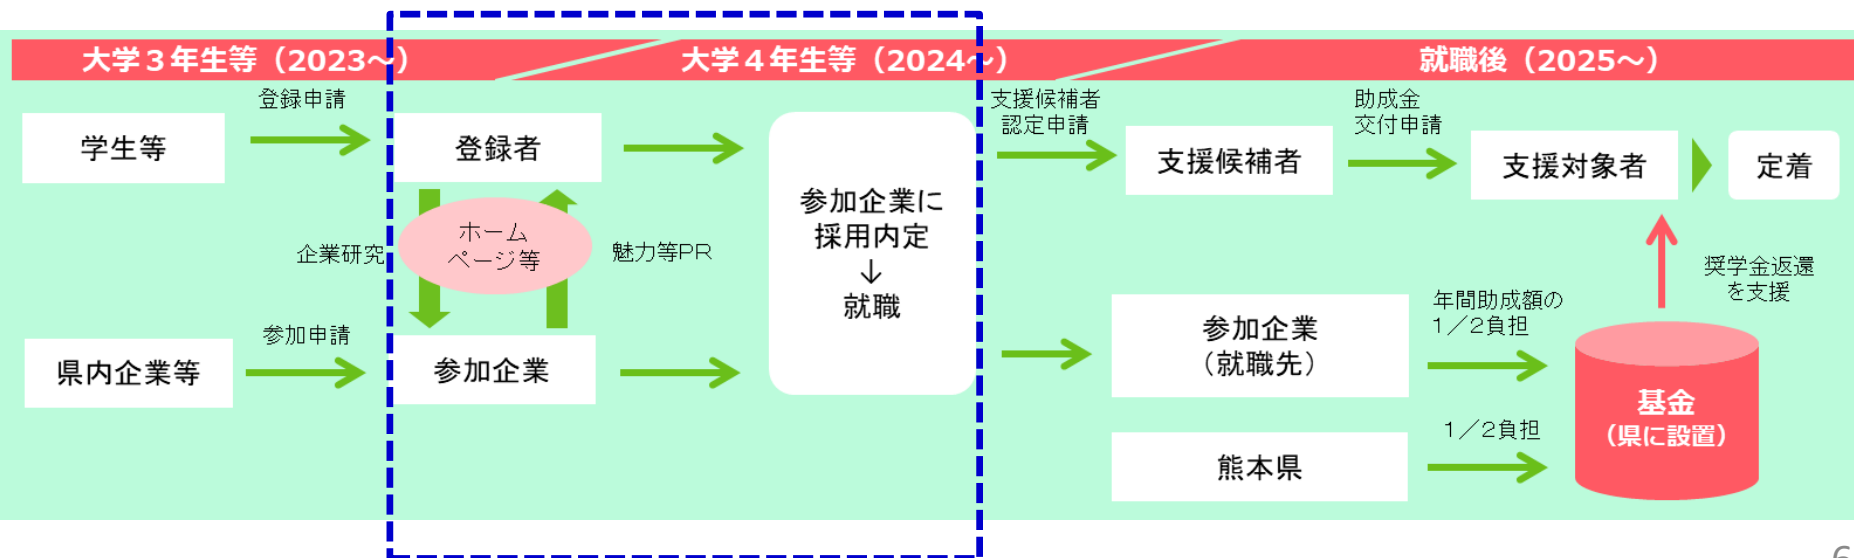 大学３年生等（2023～）
大学４年生等（2024～）
就職後（2025～）
登録申請
学生等
登録者
支援候補者
認定申請
支援候補者
助成金
交付申請
支援対象者
定着
企業研究
ホーム
ページ等
魅力等PR
参加企業に
採用内定
↓
就職
参加申請
県内企業等
参加企業
参加企業
（就職先）
年間助成額の
１／２負担
奨学金返還
を支援
熊本県
１／２負担
基金
（県に設置）
6